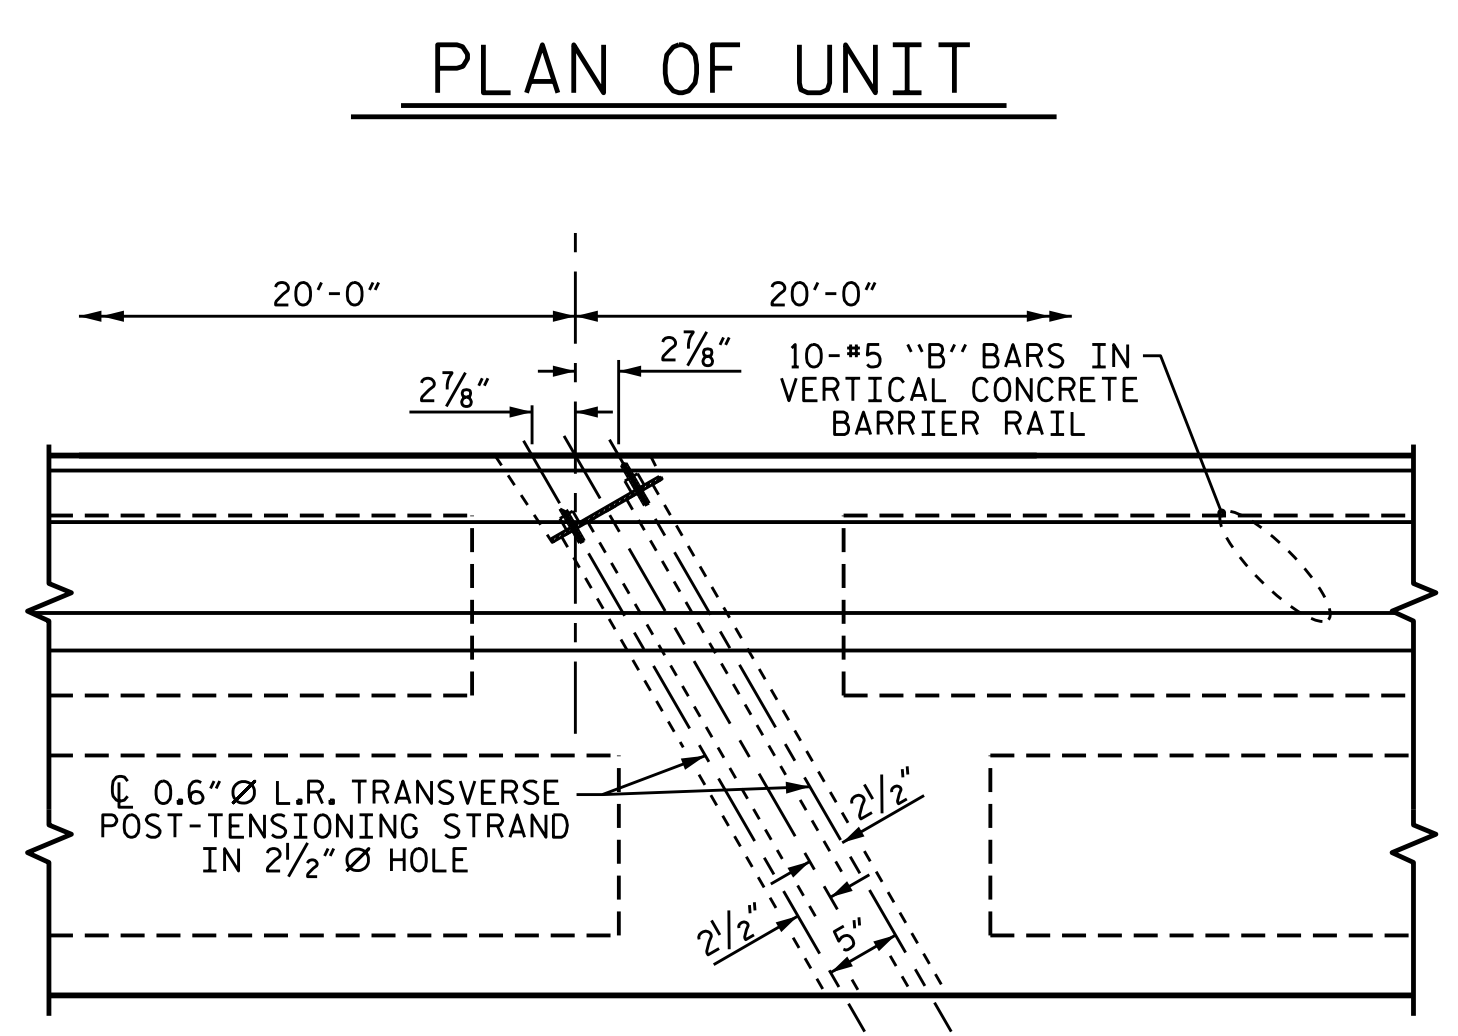 PLAN OF UNIT
20'-0" 20'-0"
2⅞" 2⅞"
10-#5 "B" BARS IN
VERTICAL CONCRETE
BARRIER RAIL
℄ 0.6" Ø L.R. TRANSVERSE
POST-TENSIONING STRAND
IN 2½" Ø HOLE
2½"
2½"
5"